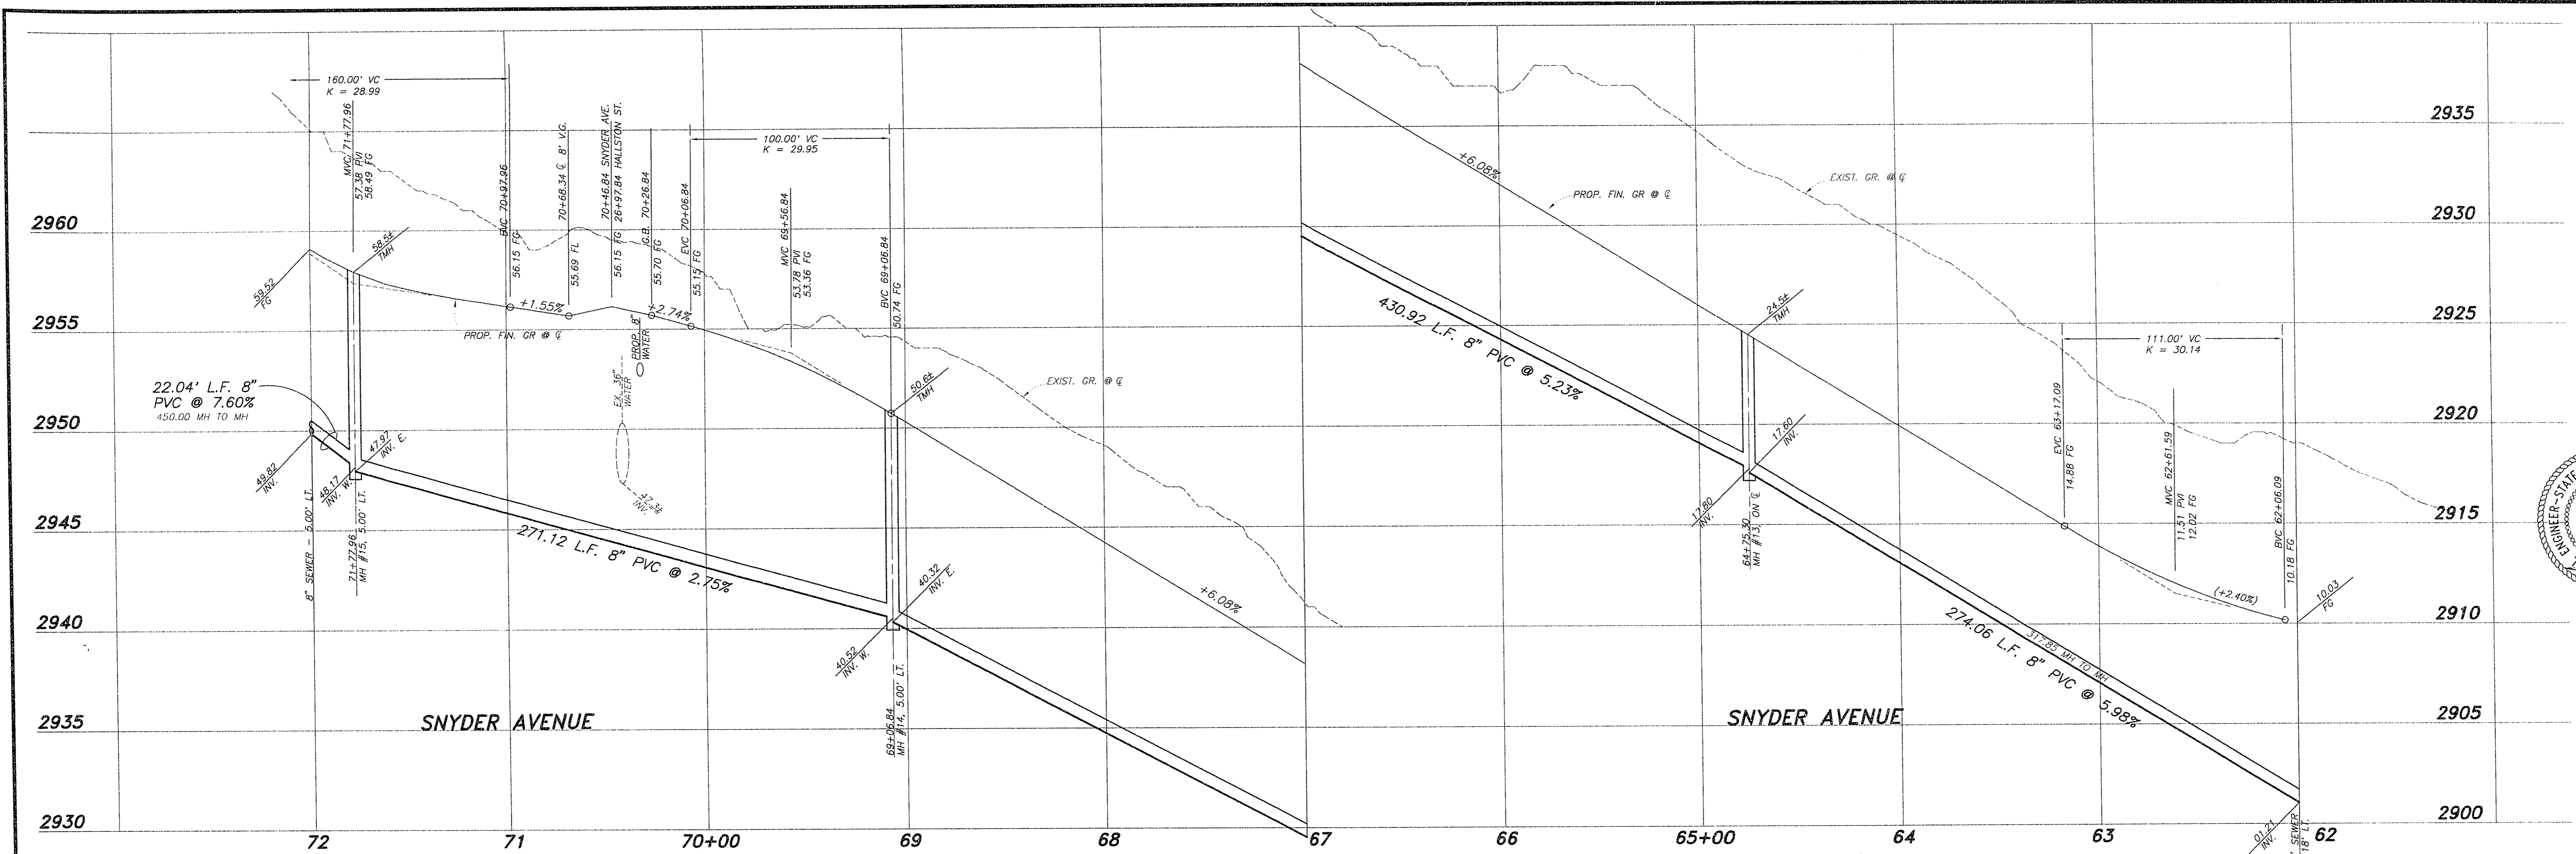 160.00' VC
K = 28.99
MVC 71+77.96
57.38 PVI
58.49 FG
BVC 70+97.96
56.15 FG
70+68.34 ℄ 8' V.G.
55.69 FL
70+46.84 SNYDER AVE.
26+97.84 HALLSTON ST.
56.15 FG
G.B. 70+26.84
55.70 FG
EVC 70+06.84
55.15 FG
100.00' VC
K = 29.95
MVC 69+56.84
53.78 PVI
53.36 FG
BVC 69+06.84
50.74 FG
2960
2955
2950
2945
2940
2935
2930
59.52
FG
58.5±
TMH
+1.55%
+2.74%
PROP. FIN. GR @ ℄
PROP. 8"
WATER
EX. 36"
WATER
47.3±
INV.
50.6±
TMH
EXIST. GR. @ ℄
22.04' L.F. 8"
PVC @ 7.60%
450.00 MH TO MH
49.82
INV.
48.17
INV. W.
47.97
INV. E.
8" SEWER - 5.00' LT.
71+77.96
MH #15, 5.00' LT.
271.12 L.F. 8" PVC @ 2.75%
40.32
INV. E.
40.52
INV. W.
69+06.84
MH #14, 5.00' LT.
+6.08%
SNYDER AVENUE
72
71
70+00
69
68
67
+6.08%
PROP. FIN. GR @ ℄
EXIST. GR. @ ℄
2935
2930
2925
2920
2915
2910
2905
2900
430.92 L.F. 8" PVC @ 5.23%
24.5±
TMH
17.60
INV.
17.80
INV.
64+75.30
MH #13, ON ℄
111.00' VC
K = 30.14
EVC 63+17.09
14.88 FG
MVC 62+61.59
11.51 PVI
12.02 FG
BVC 62+06.09
10.18 FG
(+2.40%)
10.03
FG
317.85 MH TO MH
274.06 L.F. 8" PVC @ 5.98%
01.21
INV.
SEWER
18' LT.
SNYDER AVENUE
66
65+00
64
63
62
ENGINEER-STATE